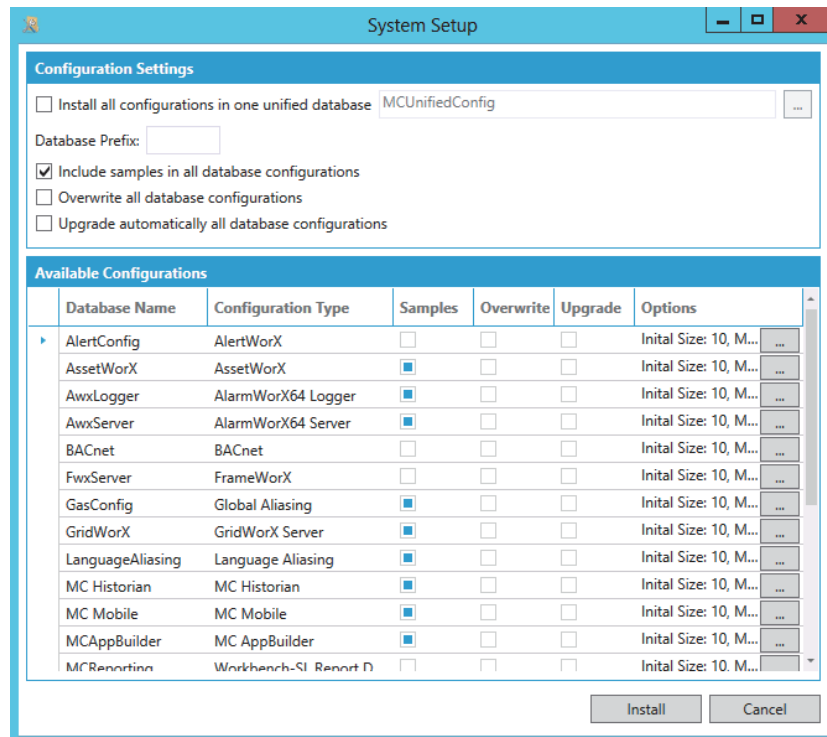 System Setup
Configuration Settings
Install all configurations in one unified database MCUnifiedConfig ...
Database Prefix:
Include samples in all database configurations
Overwrite all database configurations
Upgrade automatically all database configurations
Available Configurations
Database Name Configuration Type Samples Overwrite Upgrade Options
AlertConfig AlertWorX Inital Size: 10, M... ...
AssetWorX AssetWorX Inital Size: 10, M... ...
AwxLogger AlarmWorX64 Logger Inital Size: 10, M... ...
AwxServer AlarmWorX64 Server Inital Size: 10, M... ...
BACnet BACnet Inital Size: 10, M... ...
FwxServer FrameWorX Inital Size: 10, M... ...
GasConfig Global Aliasing Inital Size: 10, M... ...
GridWorX GridWorX Server Inital Size: 10, M... ...
LanguageAliasing Language Aliasing Inital Size: 10, M... ...
MC Historian MC Historian Inital Size: 10, M... ...
MC Mobile MC Mobile Inital Size: 10, M... ...
MCAppBuilder MC AppBuilder Inital Size: 10, M... ...
MCReporting Workbench-SL Report D Inital Size: 10, M...
Install Cancel